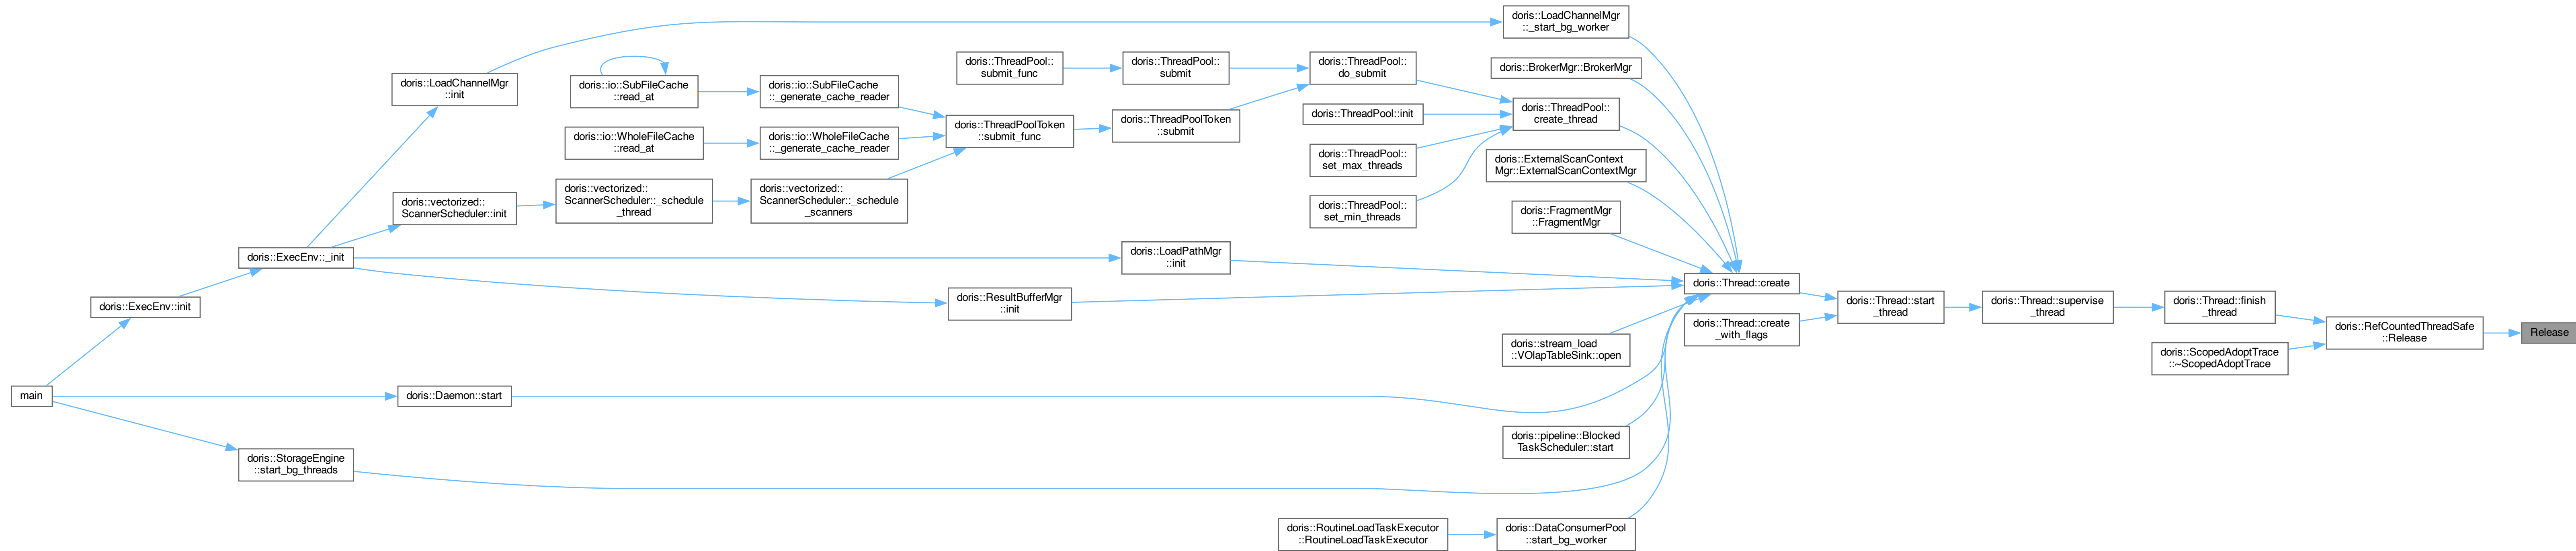 main
doris::ExecEnv::init
doris::ExecEnv::_init
doris::StorageEngine
::start_bg_threads
doris::LoadChannelMgr
::init
doris::vectorized::
ScannerScheduler::init
doris::Daemon::start
doris::io::SubFileCache
::read_at
doris::io::WholeFileCache
::read_at
doris::vectorized::
ScannerScheduler::_schedule
_thread
doris::io::SubFileCache
::_generate_cache_reader
doris::io::WholeFileCache
::_generate_cache_reader
doris::vectorized::
ScannerScheduler::_schedule
_scanners
doris::ThreadPool::
submit_func
doris::ThreadPoolToken
::submit_func
doris::ResultBufferMgr
::init
doris::ThreadPool::
submit
doris::ThreadPoolToken
::submit
doris::LoadPathMgr
::init
doris::ThreadPool::
do_submit
doris::ThreadPool::init
doris::ThreadPool::
set_max_threads
doris::ThreadPool::
set_min_threads
doris::RoutineLoadTaskExecutor
::RoutineLoadTaskExecutor
doris::LoadChannelMgr
::_start_bg_worker
doris::BrokerMgr::BrokerMgr
doris::ThreadPool::
create_thread
doris::ExternalScanContext
Mgr::ExternalScanContextMgr
doris::FragmentMgr
::FragmentMgr
doris::stream_load
::VOlapTableSink::open
doris::pipeline::Blocked
TaskScheduler::start
doris::DataConsumerPool
::start_bg_worker
doris::Thread::create
doris::Thread::create
_with_flags
doris::Thread::start
_thread
doris::Thread::supervise
_thread
doris::Thread::finish
_thread
doris::ScopedAdoptTrace
::~ScopedAdoptTrace
doris::RefCountedThreadSafe
::Release
Release